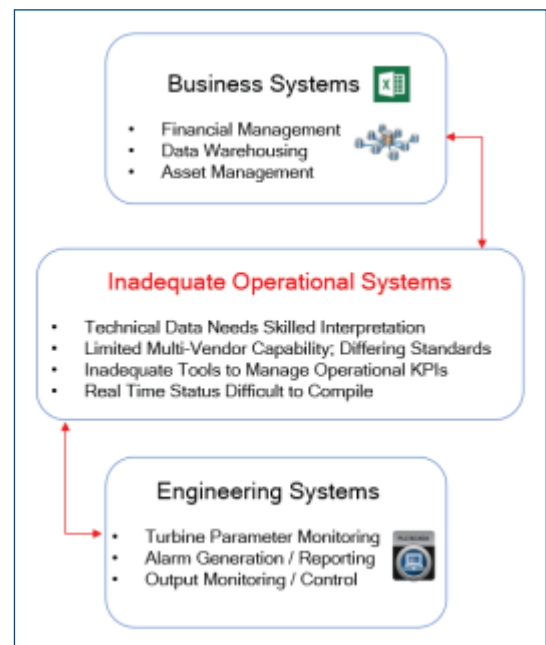 Business Systems
• Financial Management
• Data Warehousing
• Asset Management
Inadequate Operational Systems
• Technical Data Needs Skilled Interpretation
• Limited Multi-Vendor Capability; Differing Standards
• Inadequate Tools to Manage Operational KPIs
• Real Time Status Difficult to Compile
Engineering Systems
• Turbine Parameter Monitoring
• Alarm Generation / Reporting
• Output Monitoring / Control